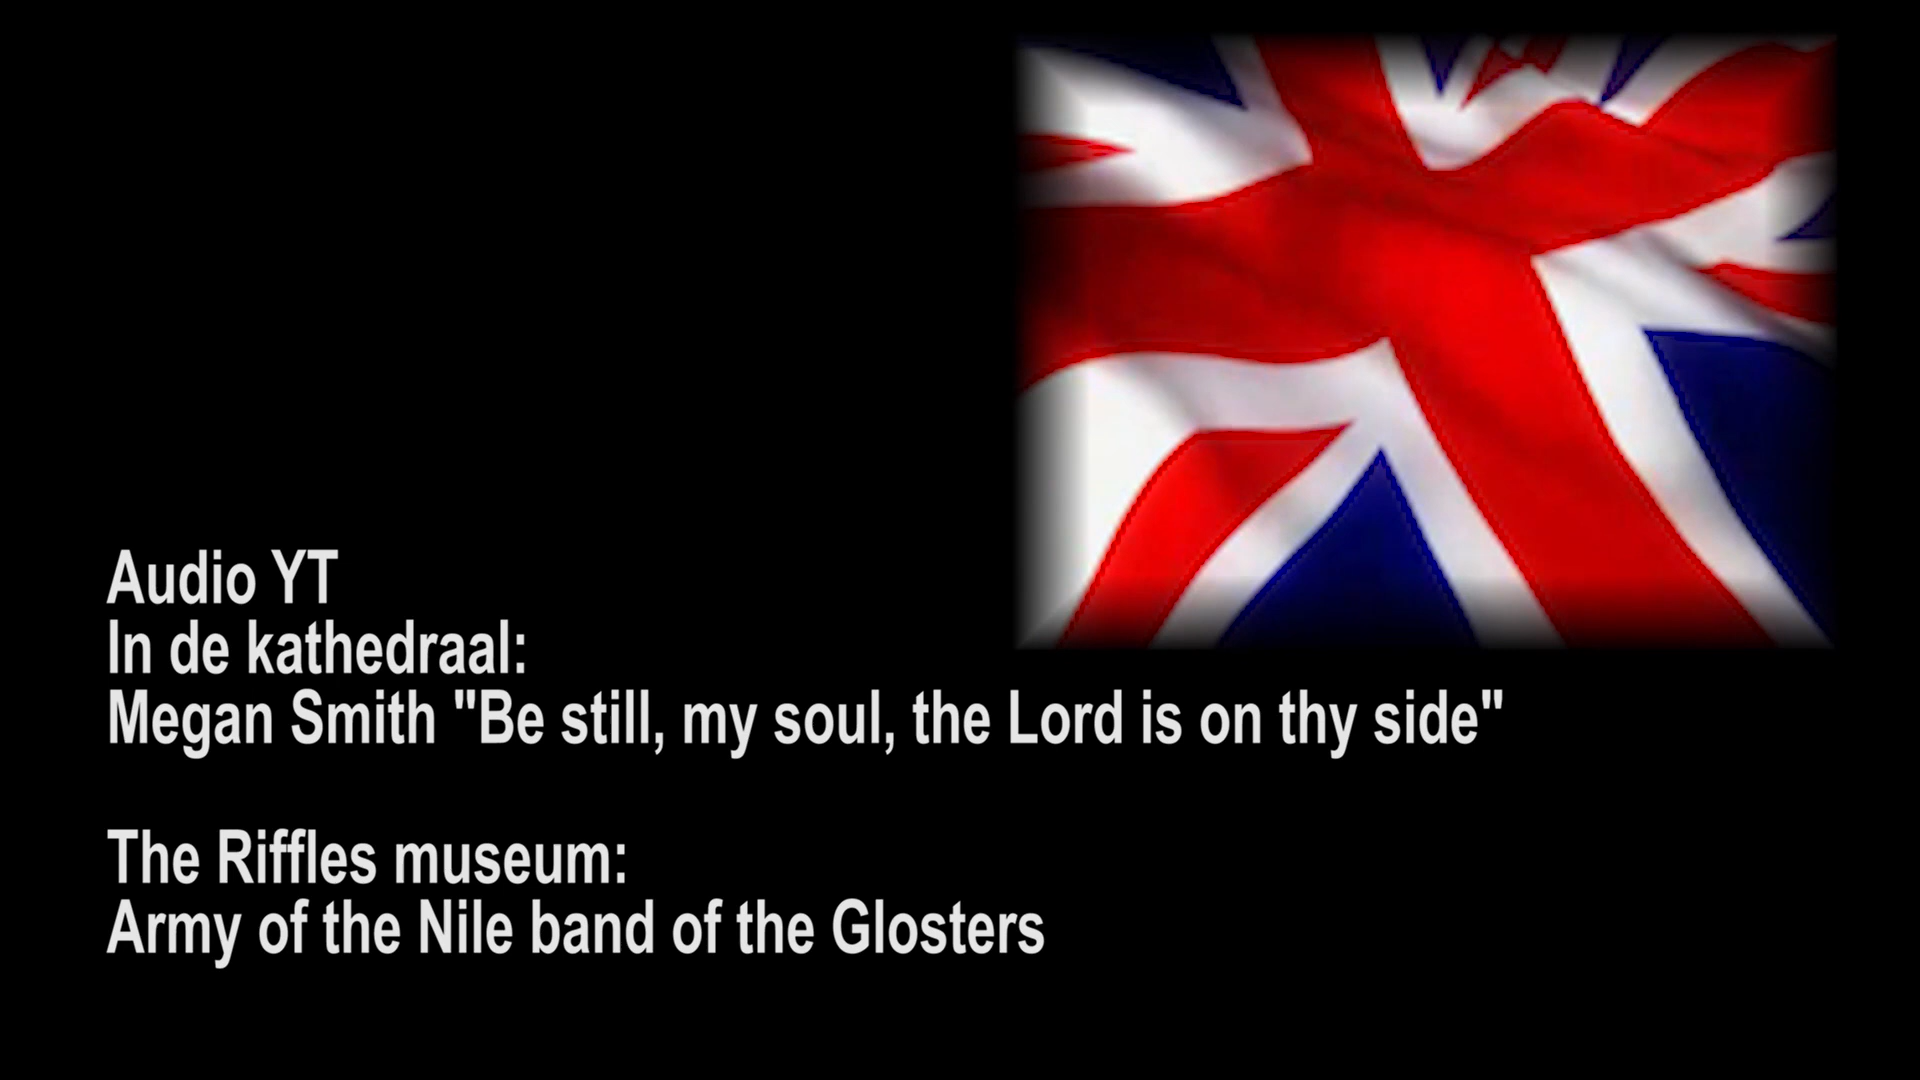 Audio YT
In de kathedraal:
Megan Smith "Be still, my soul, the Lord is on thy side"
The Riffles museum:
Army of the Nile band of the Glosters